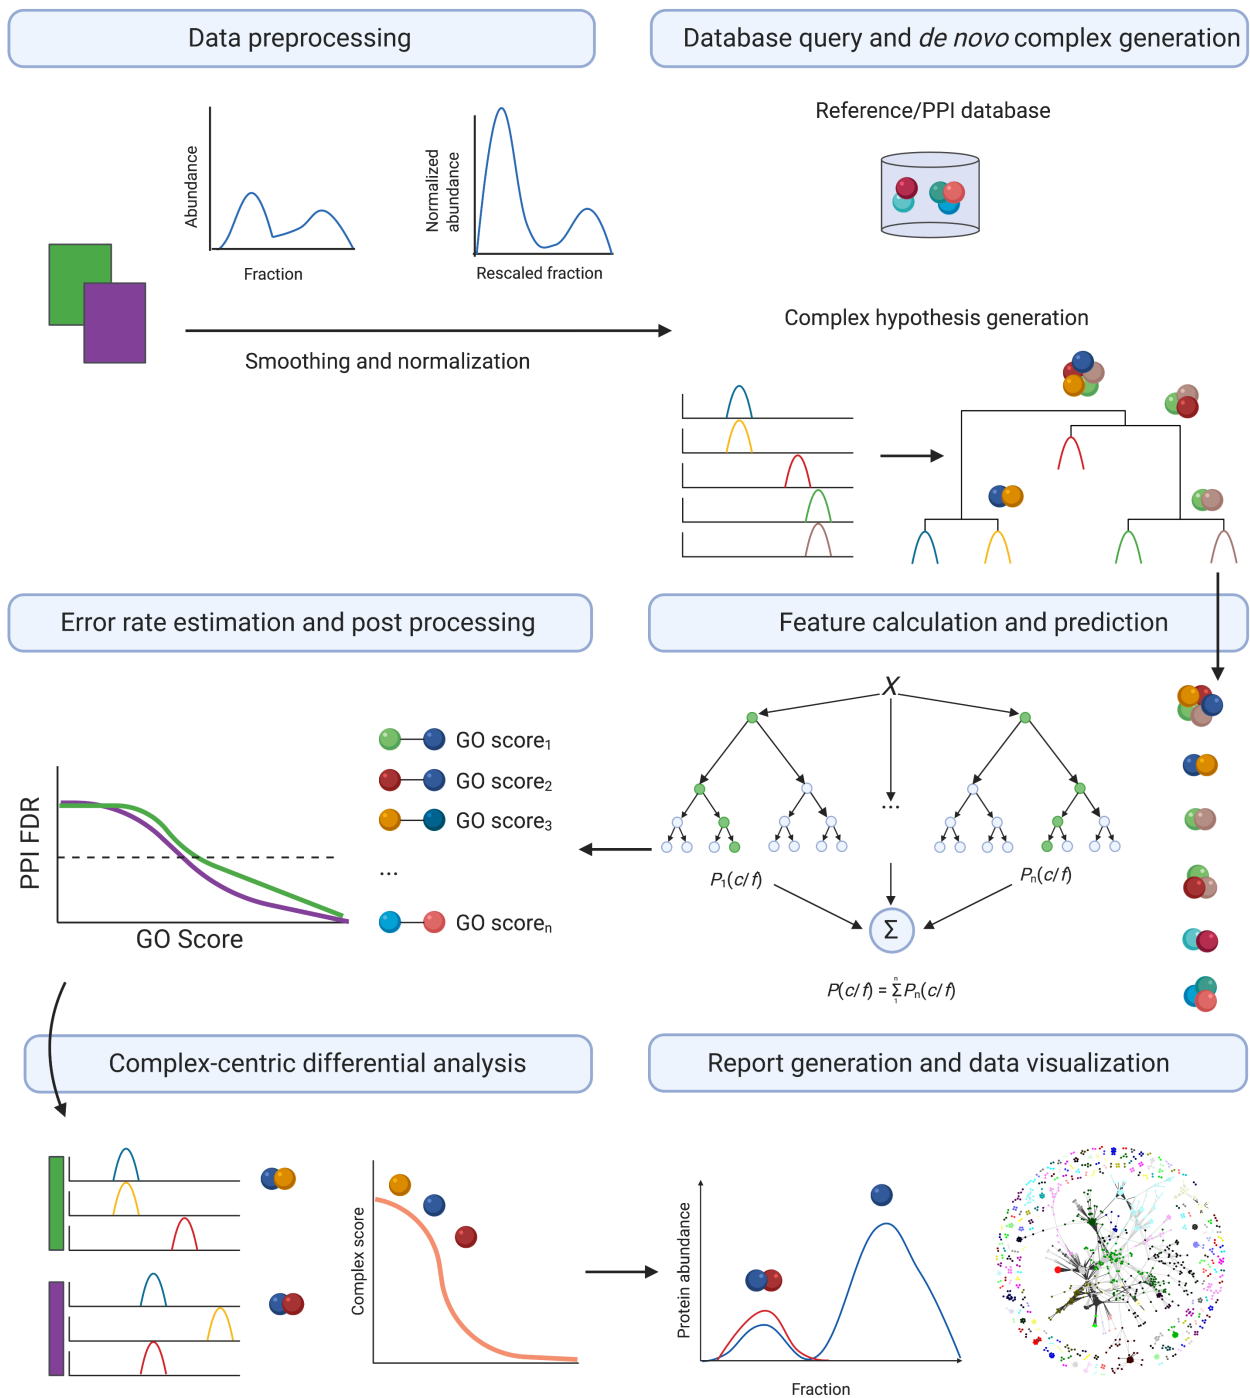 Data preprocessing
Database query and de novo complex generation
Abundance
Fraction
Normalized
abundance
Rescaled fraction
Smoothing and normalization
Reference/PPI database
Complex hypothesis generation
Error rate estimation and post processing
Feature calculation and prediction
PPI FDR
GO Score
GO score1
GO score2
GO score3
...
GO scoren
X
...
P1(c/f)
Pn(c/f)
Σ
P(c/f) = n Σ 1 Pn(c/f)
Complex-centric differential analysis
Report generation and data visualization
Complex score
Protein abundance
Fraction